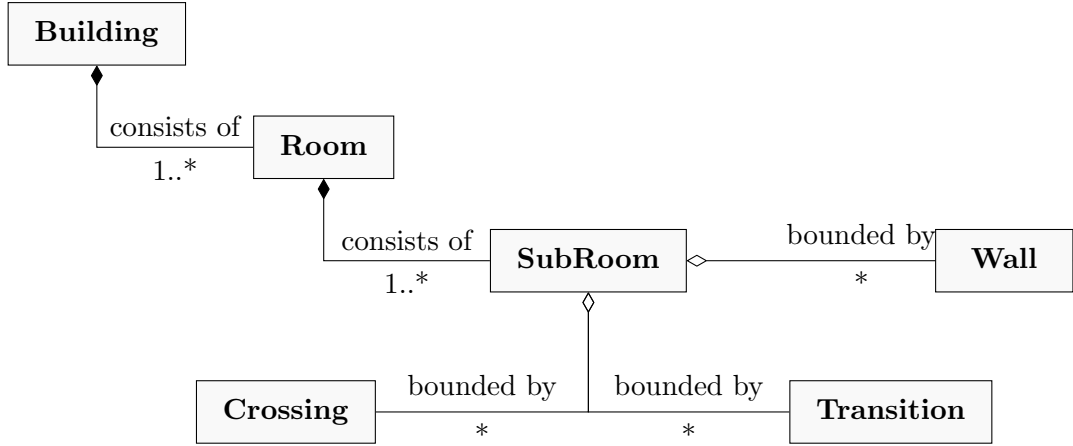 Building
consists of
1..*
Room
consists of
1..*
SubRoom
bounded by
*
Wall
Crossing
bounded by
*
bounded by
*
Transition